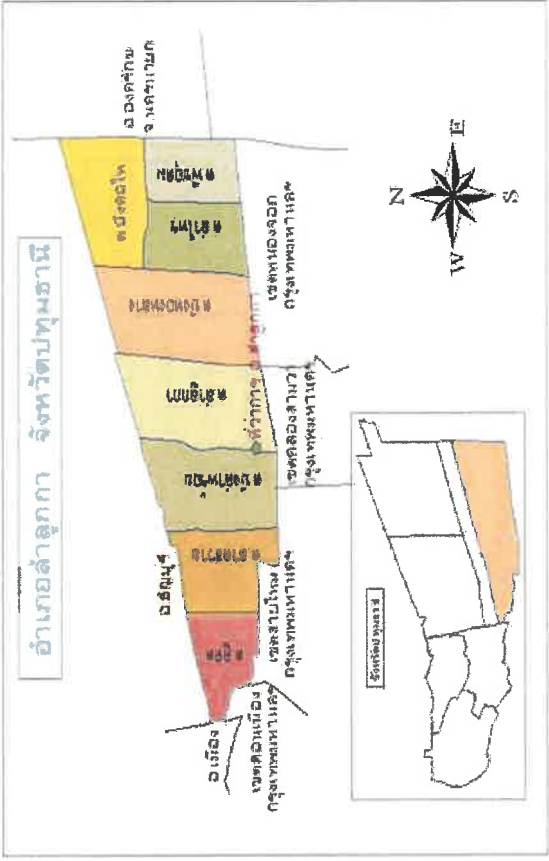 อำเภอลำลูกกา จังหวัดปทุมธานี
อ.องครักษ์
จ.นครนายก
ต.บึงคอไห
ต.พืชอุดม
ต.ลำไทร
ต.บึงทองหลาง
ต.ลำลูกกา
ต.บึงคำพร้อย
ต.ลาดสวาย
ต.คูคต
ที่ว่าการ อ.ลำลูกกา
อ.ธัญบุรี
อ.เมือง
เขตหนองจอก
กรุงเทพมหานคร
เขตคลองสามวา
กรุงเทพมหานคร
เขตสายไหม
กรุงเทพมหานคร
เขตดอนเมือง
กรุงเทพมหานคร
N
E
S
W